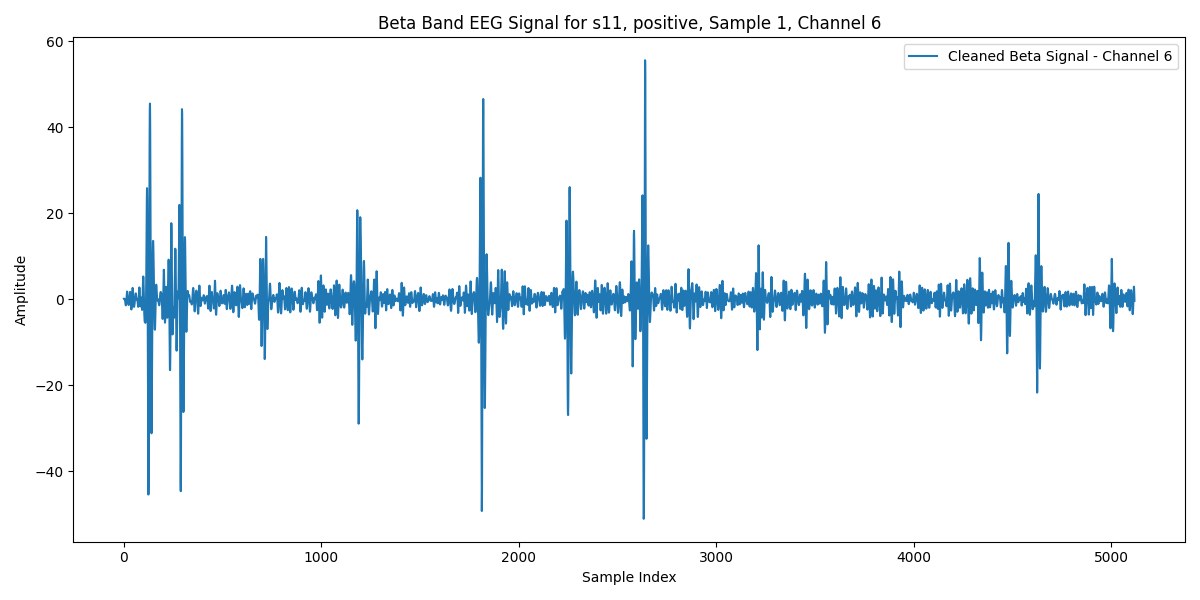 Beta Band EEG Signal for s11, positive, Sample 1, Channel 6
Cleaned Beta Signal - Channel 6
60
40
20
0
−20
−40
Amplitude
0 1000 2000 3000 4000 5000
Sample Index